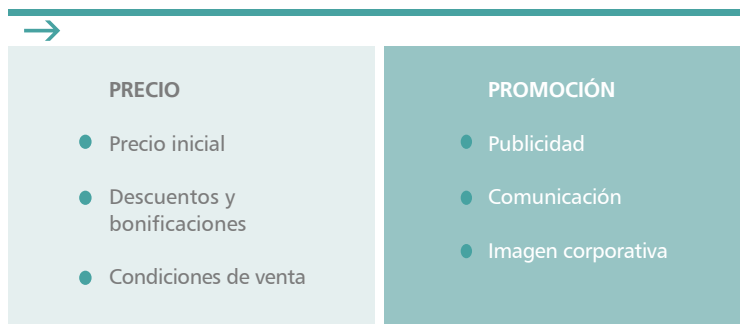 PRECIO
Precio inicial
Descuentos y
bonificaciones
Condiciones de venta
PROMOCIÓN
Publicidad
Comunicación
Imagen corporativa